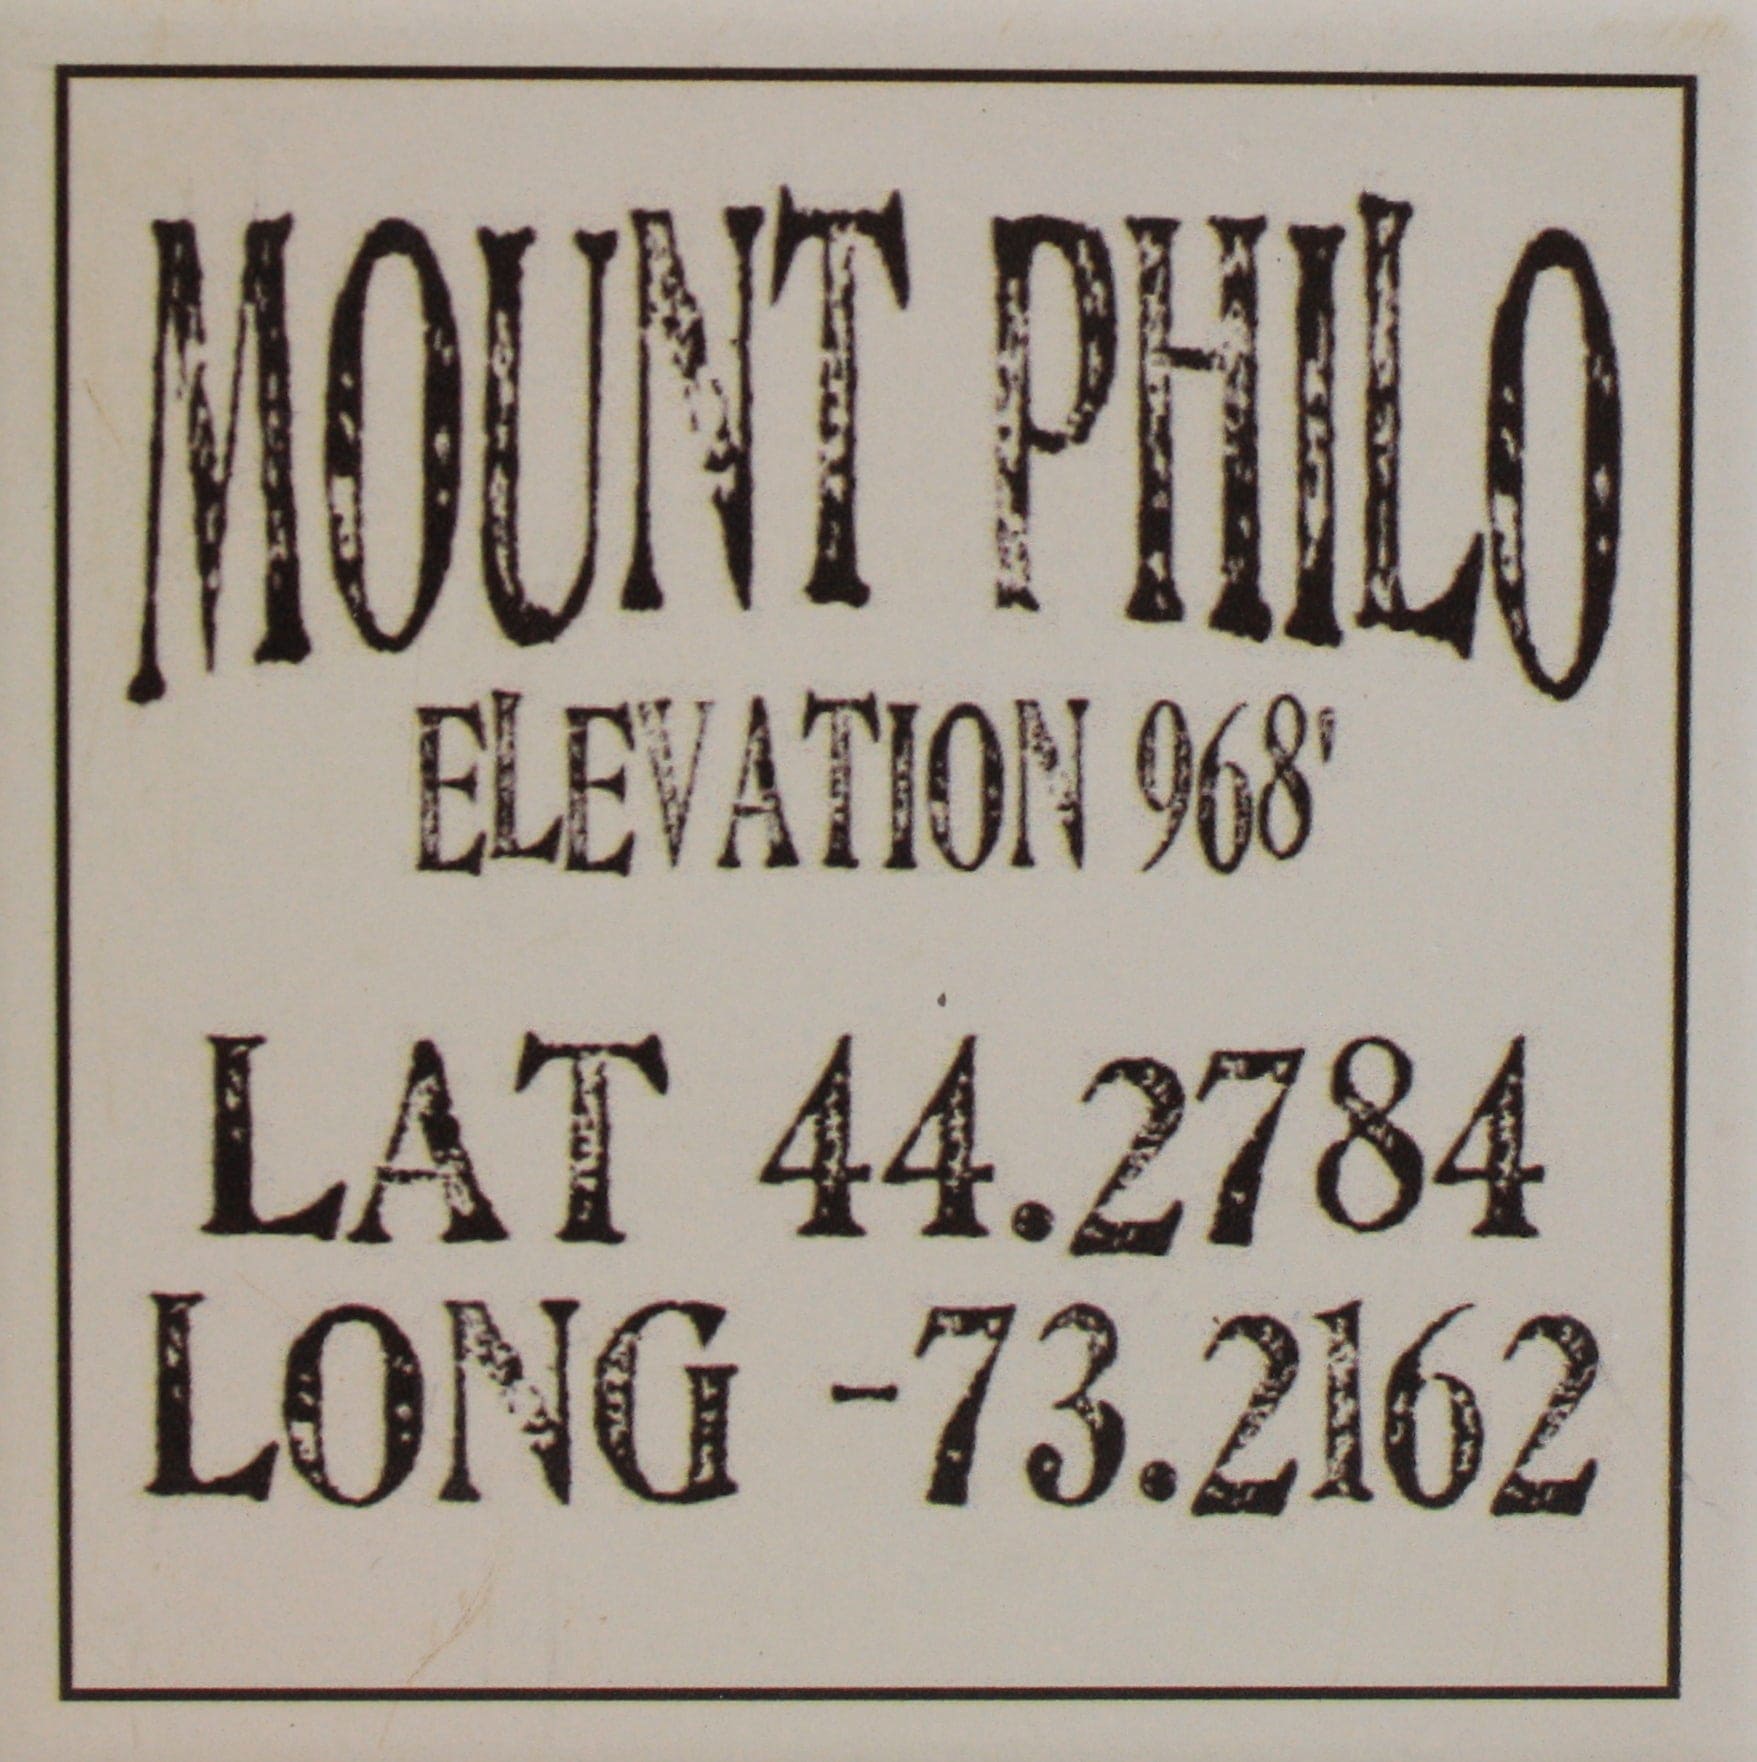 MOUNT PHILO
ELEVATION 968'
LAT 44.2784
LONG -73.2162